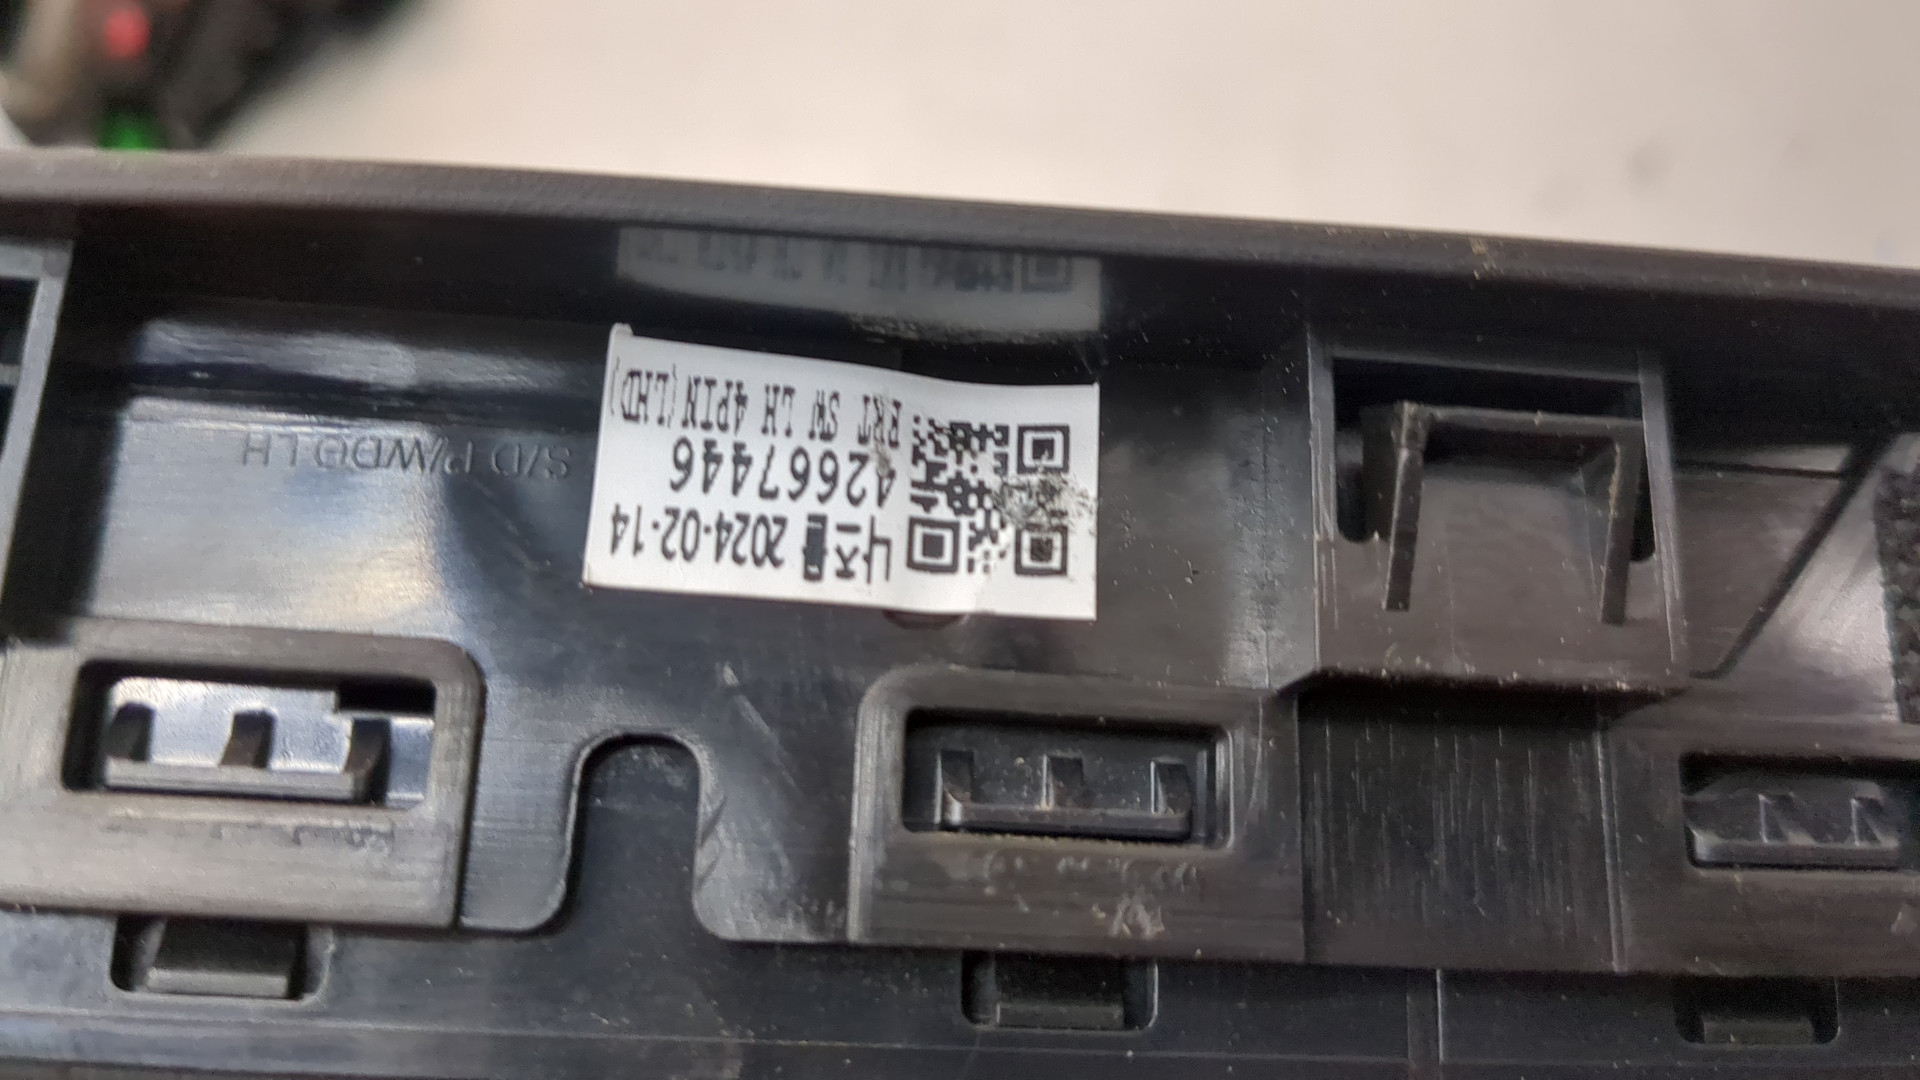 2024-02-14
42667446
FRT SW LH 4PIN(LHD)
S/D P/WDO LH